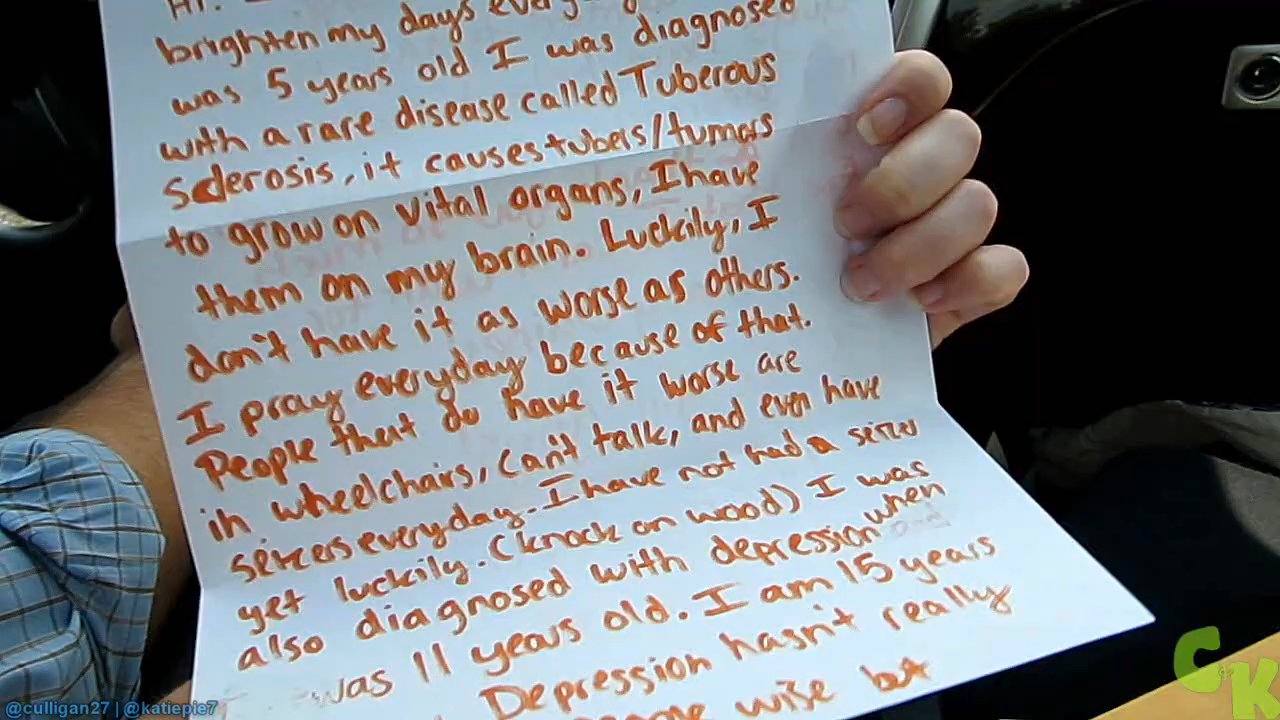 Hi.
brighten my days every
was 5 years old I was diagnosed
with a rare disease called Tuberous
Sclerosis, it causes tubers/tumors
to grow on vital organs, I have
them on my brain. Luckily, I
don't have it as worse as others.
I pray everyday because of that.
People that do have it worse are
in wheelchairs, can't talk, and even have
seizers everyday. I have not had a seizer
yet luckily. (knock on wood) I was
also diagnosed with depression when
was 11 years old. I am 15 years
Depression hasn't really
wise but
@culligan27 | @katiepie7
C&K